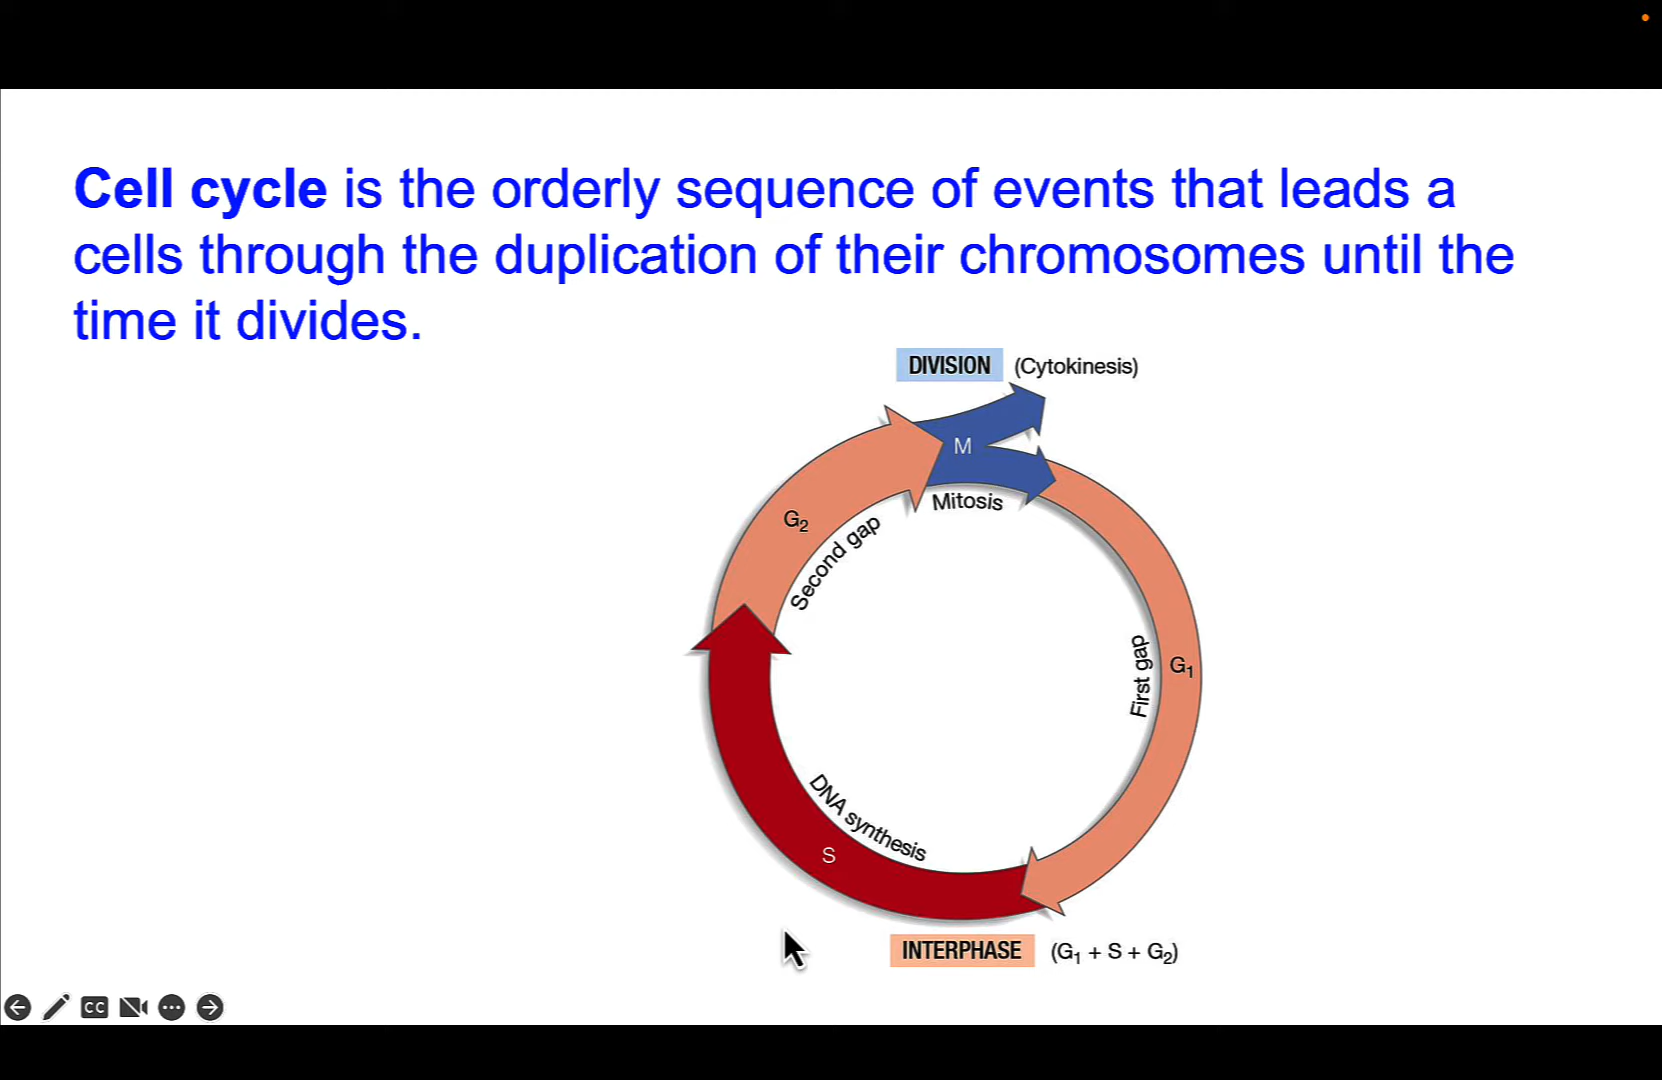 Cell cycle is the orderly sequence of events that leads a
cells through the duplication of their chromosomes until the
time it divides.
DIVISION (Cytokinesis)
M
Mitosis
G₂
Second gap
First gap
G₁
DNA synthesis
S
INTERPHASE (G₁ + S + G₂)
CC